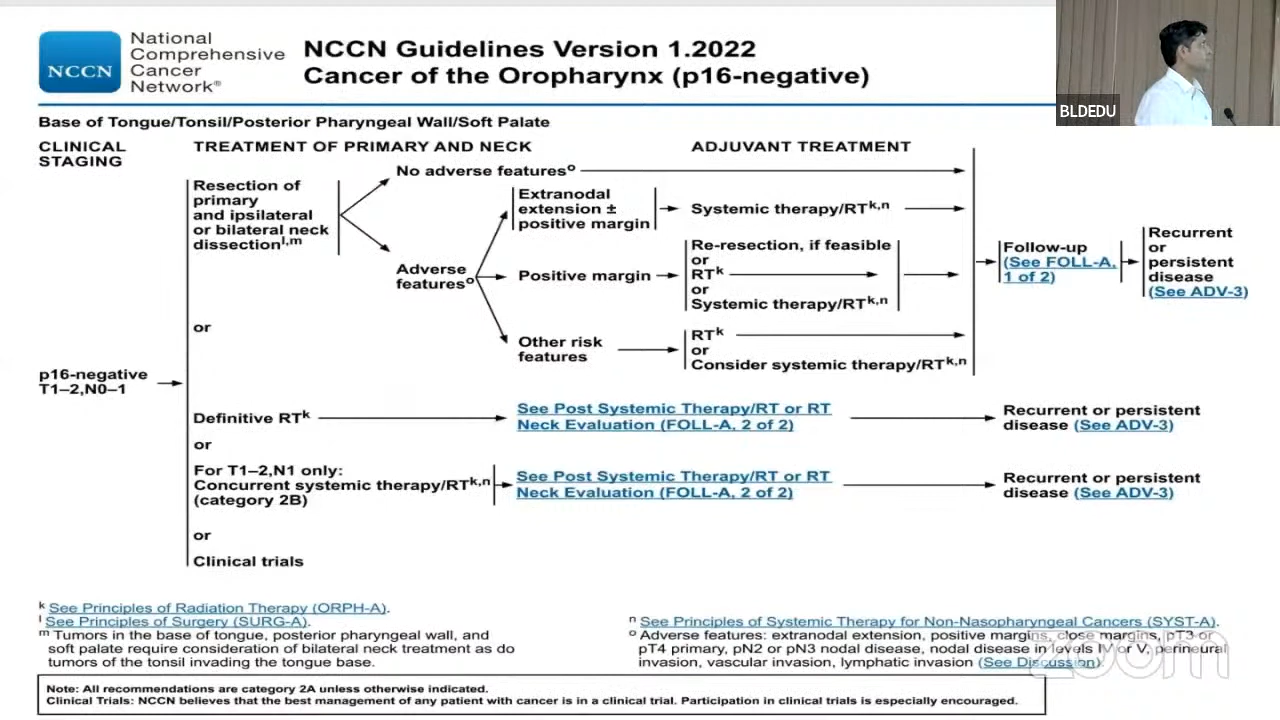 National
Comprehensive
NCCN Cancer
Network®
NCCN Guidelines Version 1.2022
Cancer of the Oropharynx (p16-negative)
BLDEDU
Base of Tongue/Tonsil/Posterior Pharyngeal Wall/Soft Palate
CLINICAL
STAGING
TREATMENT OF PRIMARY AND NECK
ADJUVANT TREATMENT
p16-negative
T1–2,N0–1
Resection of
primary
and ipsilateral
or bilateral neck
dissection^l,m
No adverse features^o
Adverse
features^o
Extranodal
extension ±
positive margin
Systemic therapy/RT^k,n
Positive margin
Re-resection, if feasible
or
RT^k
or
Systemic therapy/RT^k,n
Other risk
features
RT^k
or
Consider systemic therapy/RT^k,n
Follow-up
(See FOLL-A,
1 of 2)
Recurrent
or
persistent
disease
(See ADV-3)
or
Definitive RT^k
See Post Systemic Therapy/RT or RT
Neck Evaluation (FOLL-A, 2 of 2)
Recurrent or persistent
disease (See ADV-3)
or
For T1–2,N1 only:
Concurrent systemic therapy/RT^k,n
(category 2B)
See Post Systemic Therapy/RT or RT
Neck Evaluation (FOLL-A, 2 of 2)
Recurrent or persistent
disease (See ADV-3)
or
Clinical trials
k See Principles of Radiation Therapy (ORPH-A).
l See Principles of Surgery (SURG-A).
m Tumors in the base of tongue, posterior pharyngeal wall, and
soft palate require consideration of bilateral neck treatment as do
tumors of the tonsil invading the tongue base.
n See Principles of Systemic Therapy for Non-Nasopharyngeal Cancers (SYST-A).
o Adverse features: extranodal extension, positive margins, close margins, pT3 or
pT4 primary, pN2 or pN3 nodal disease, nodal disease in levels IV or V, perineural
invasion, vascular invasion, lymphatic invasion (See Discussion).
zoom
Note: All recommendations are category 2A unless otherwise indicated.
Clinical Trials: NCCN believes that the best management of any patient with cancer is in a clinical trial. Participation in clinical trials is especially encouraged.